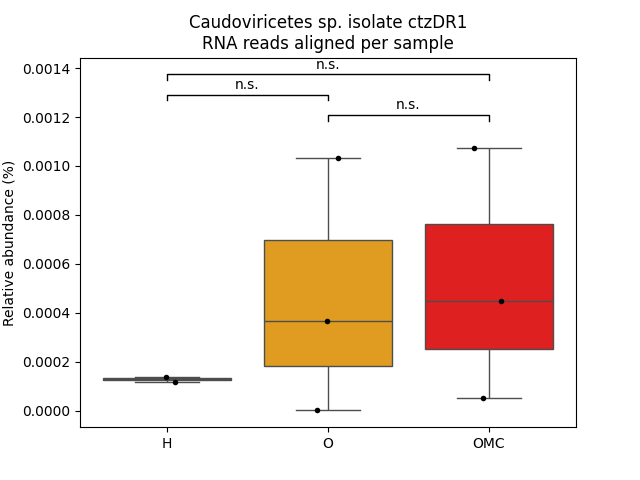 Caudoviricetes sp. isolate ctzDR1
RNA reads aligned per sample
n.s.
n.s.
n.s.
Relative abundance (%)
0.0014
0.0012
0.0010
0.0008
0.0006
0.0004
0.0002
0.0000
H
O
OMC